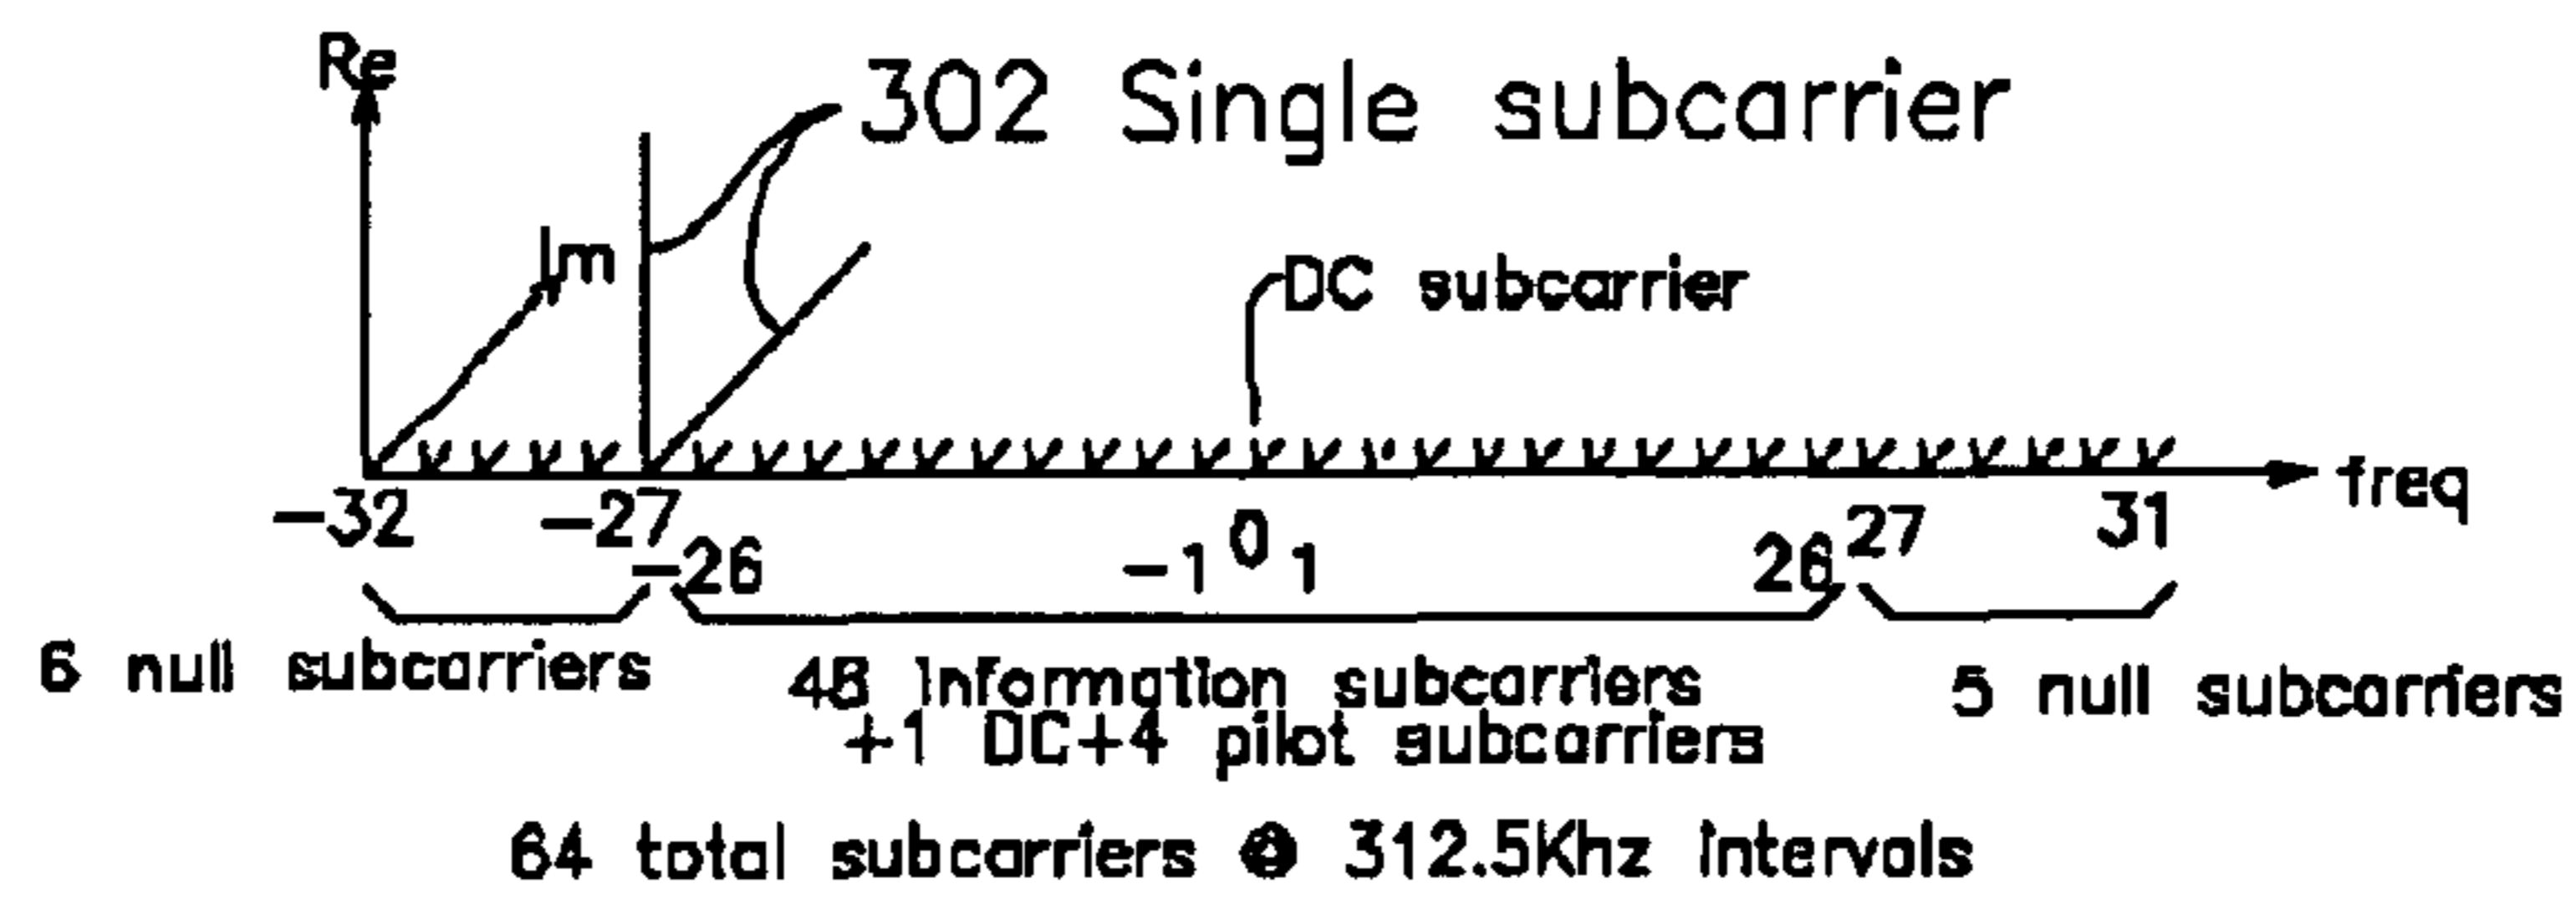 Re
302 Single subcarrier
Im
DC subcarrier
freq
-32 -27 0 27 31
-26 -1 1 26
6 null subcarriers
48 Information subcarriers
+1 DC+4 pilot subcarriers
5 null subcarriers
64 total subcarriers @ 312.5Khz Intervals